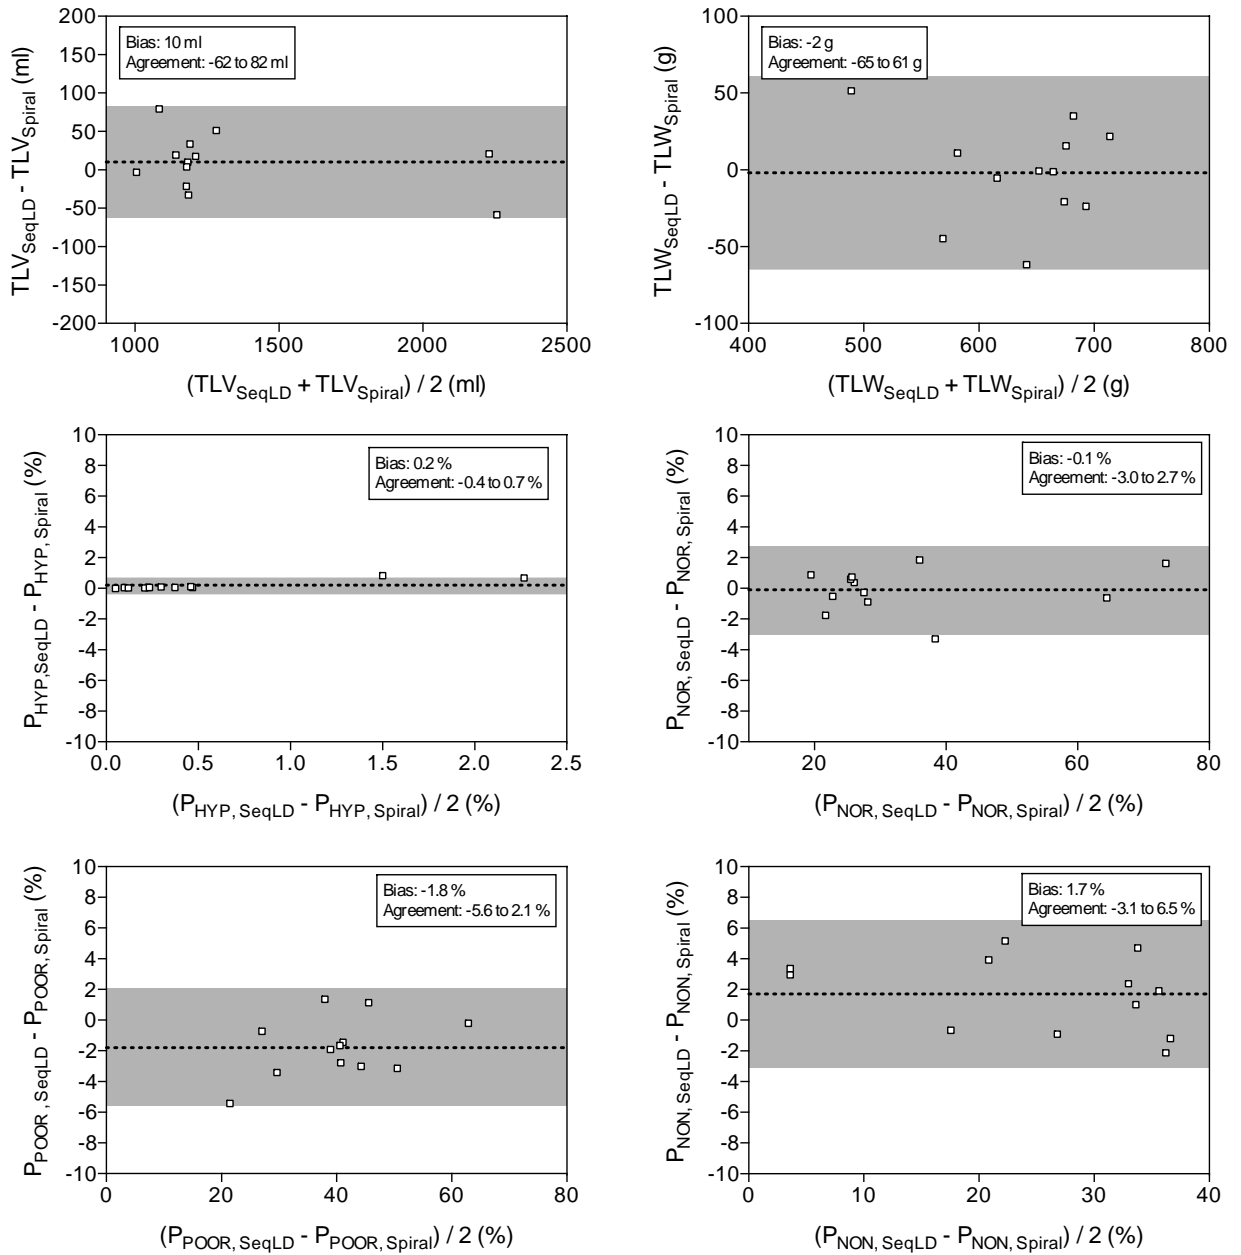 TLV_SeqLD - TLV_Spiral (ml)
200
150
100
50
0
-50
-100
-150
-200
Bias: 10 ml
Agreement: -62 to 82 ml
1000 1500 2000 2500
(TLV_SeqLD + TLV_Spiral) / 2 (ml)
TLW_SeqLD - TLW_Spiral (g)
100
50
0
-50
-100
Bias: -2 g
Agreement: -65 to 61 g
400 500 600 700 800
(TLW_SeqLD + TLW_Spiral) / 2 (g)
P_HYP,SeqLD - P_HYP, Spiral (%)
10
8
6
4
2
0
-2
-4
-6
-8
-10
Bias: 0.2 %
Agreement: -0.4 to 0.7 %
0.0 0.5 1.0 1.5 2.0 2.5
(P_HYP, SeqLD - P_HYP, Spiral) / 2 (%)
P_NOR, SeqLD - P_NOR, Spiral (%)
10
8
6
4
2
0
-2
-4
-6
-8
-10
Bias: -0.1 %
Agreement: -3.0 to 2.7 %
20 40 60 80
(P_NOR, SeqLD - P_NOR, Spiral) / 2 (%)
P_POOR, SeqLD - P_POOR, Spiral (%)
10
8
6
4
2
0
-2
-4
-6
-8
-10
Bias: -1.8 %
Agreement: -5.6 to 2.1 %
0 20 40 60 80
(P_POOR, SeqLD - P_POOR, Spiral) / 2 (%)
P_NON, SeqLD - P_NON, Spiral (%)
10
8
6
4
2
0
-2
-4
-6
-8
-10
Bias: 1.7 %
Agreement: -3.1 to 6.5 %
0 10 20 30 40
(P_NON, SeqLD - P_NON, Spiral) / 2 (%)